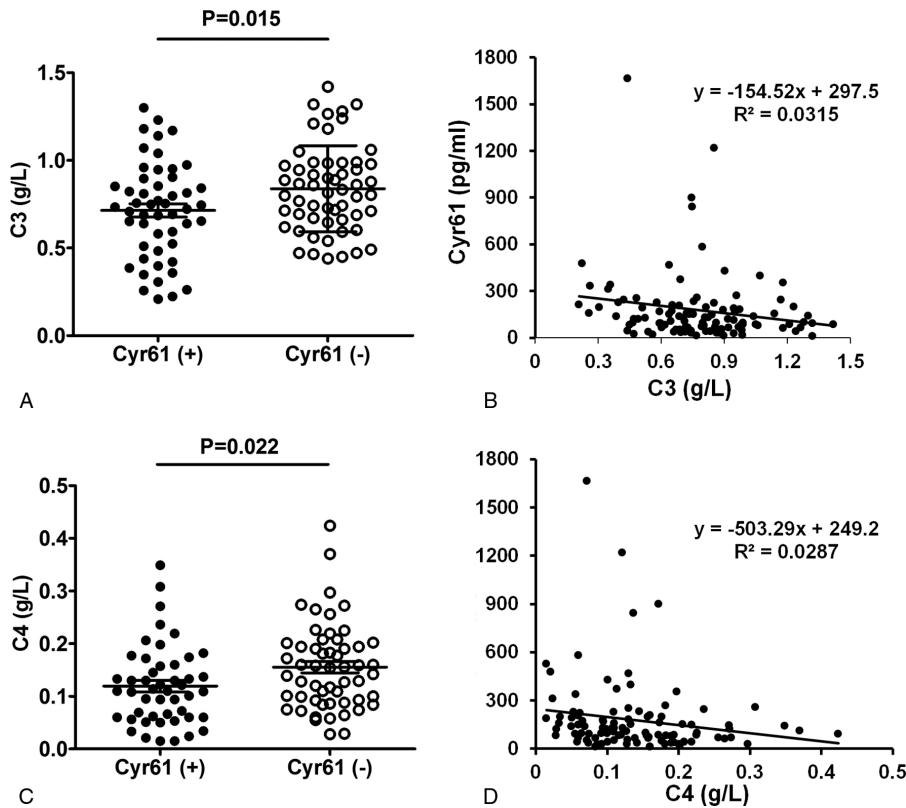 P=0.015
C3 (g/L)
1.5
1.0
0.5
0.0
Cyr61 (+)
Cyr61 (-)
A
Cyr61 (pg/ml)
1800
1500
1200
900
600
300
0
y = -154.52x + 297.5
R² = 0.0315
0
0.3
0.6
0.9
1.2
1.5
C3 (g/L)
B
P=0.022
C4 (g/L)
0.5
0.4
0.3
0.2
0.1
0.0
Cyr61 (+)
Cyr61 (-)
C
1800
1500
1200
900
600
300
0
y = -503.29x + 249.2
R² = 0.0287
0
0.1
0.2
0.3
0.4
0.5
C4 (g/L)
D